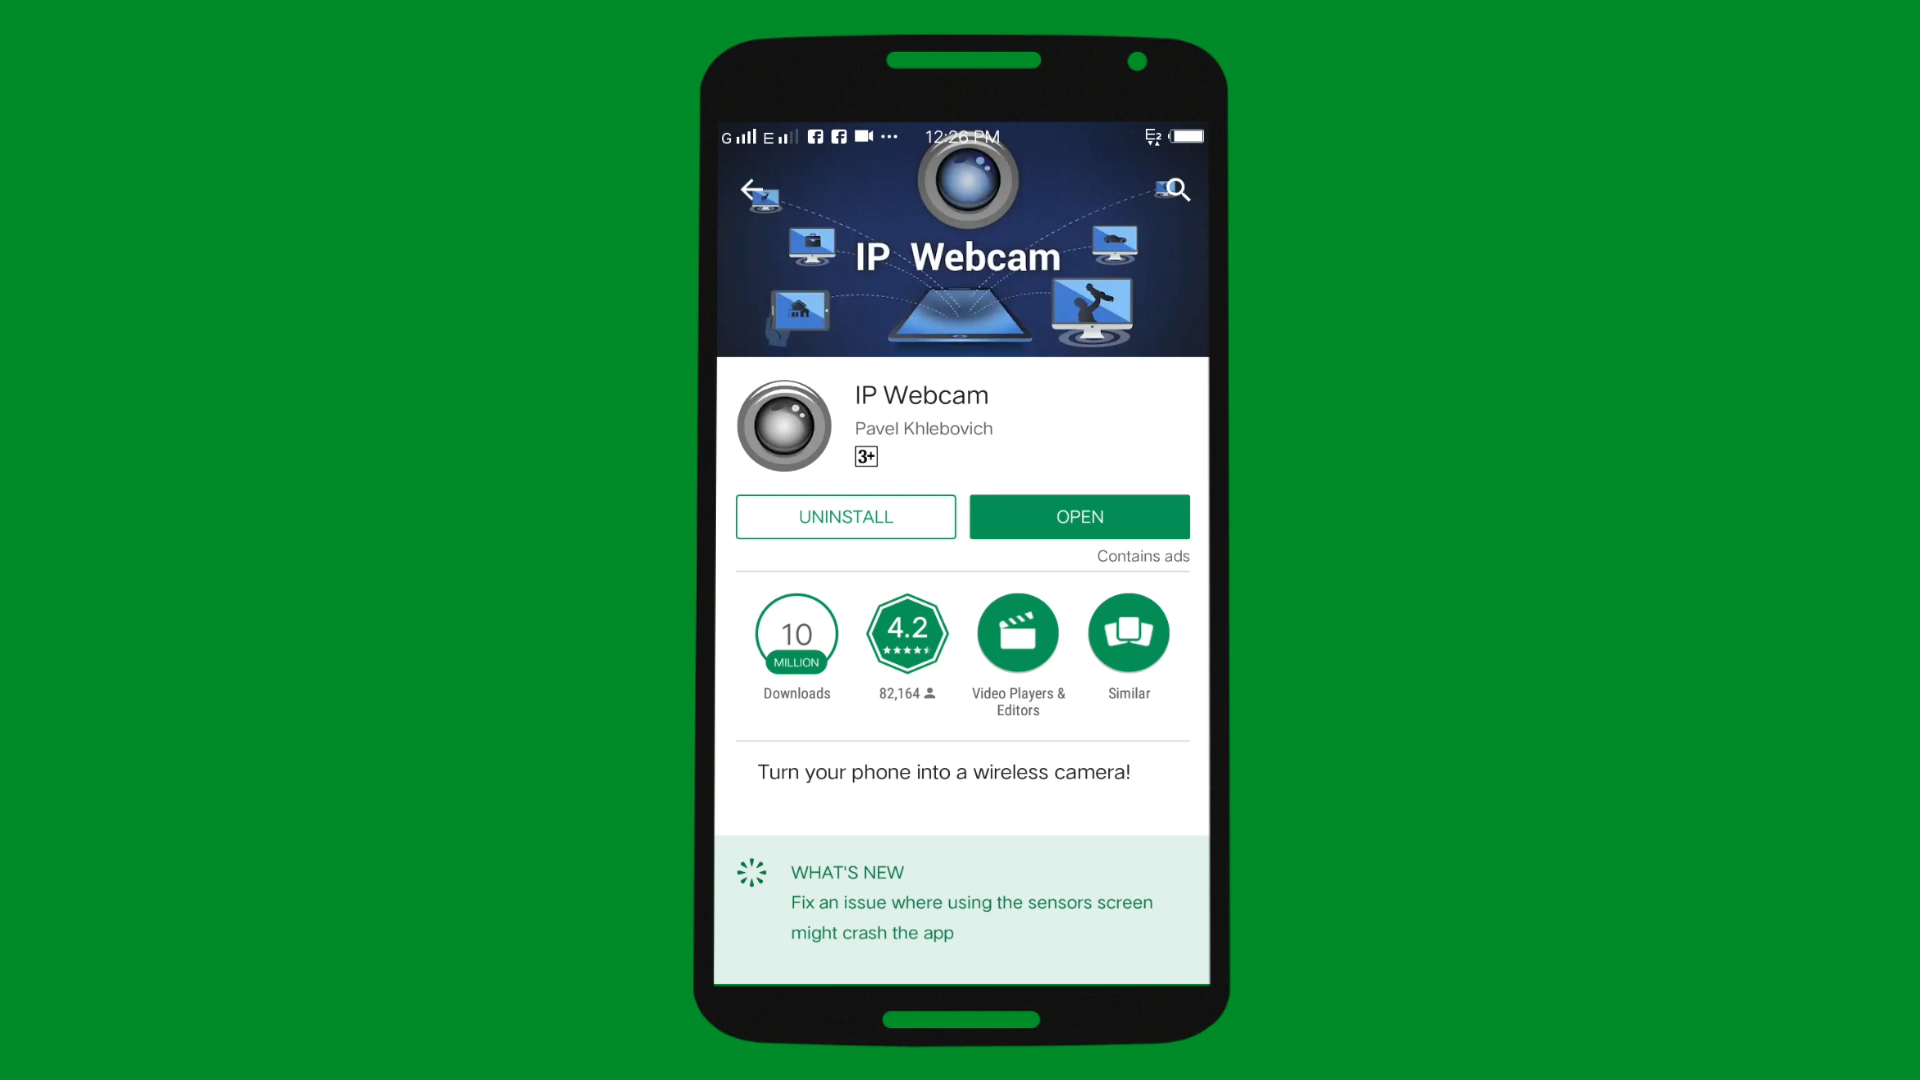 G E 12:26 PM E2
IP Webcam
IP Webcam
Pavel Khlebovich
3+
UNINSTALL
OPEN
Contains ads
10
MILLION
Downloads
4.2
82,164
Video Players &
Editors
Similar
Turn your phone into a wireless camera!
WHAT'S NEW
Fix an issue where using the sensors screen
might crash the app